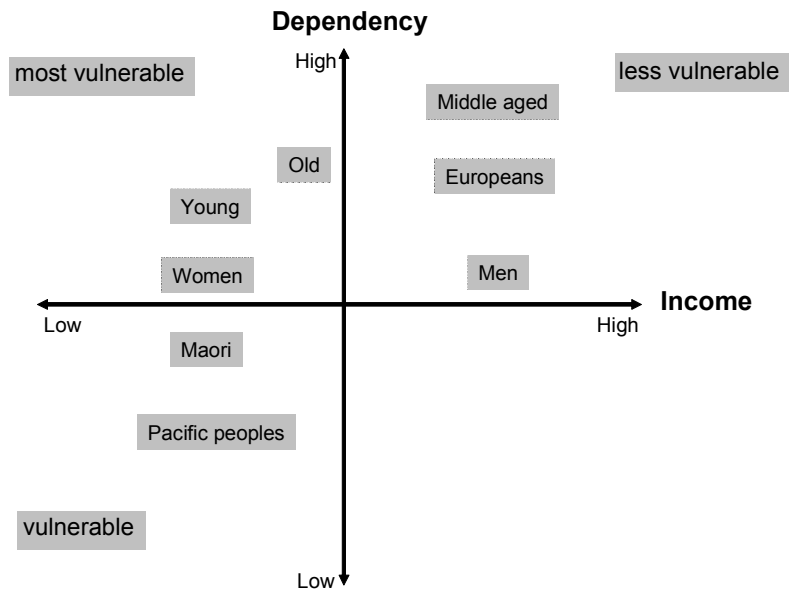 Dependency
High
most vulnerable
less vulnerable
Middle aged
Old
Europeans
Young
Women
Men
Income
Low
High
Maori
Pacific peoples
vulnerable
Low